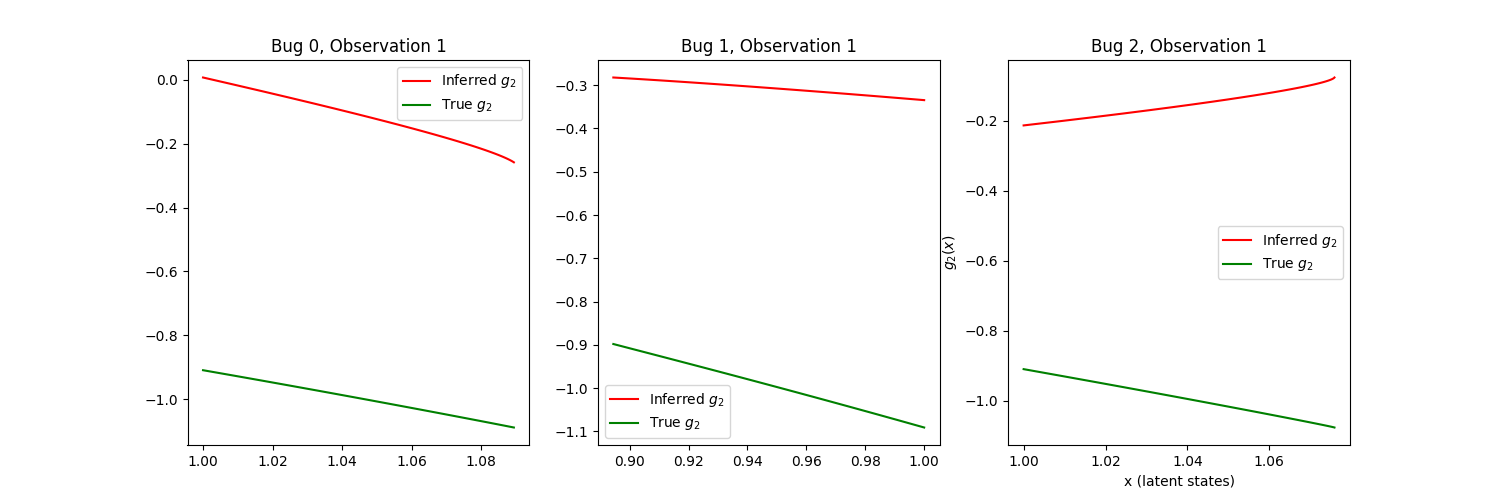 Bug 0, Observation 1
0.0
−0.2
−0.4
−0.6
−0.8
−1.0
1.00 1.02 1.04 1.06 1.08
Inferred g₂
True g₂
Bug 1, Observation 1
−0.3
−0.4
−0.5
−0.6
−0.7
−0.8
−0.9
−1.0
−1.1
0.90 0.92 0.94 0.96 0.98 1.00
Inferred g₂
True g₂
Bug 2, Observation 1
g₂(x)
−0.2
−0.4
−0.6
−0.8
−1.0
1.00 1.02 1.04 1.06
x (latent states)
Inferred g₂
True g₂